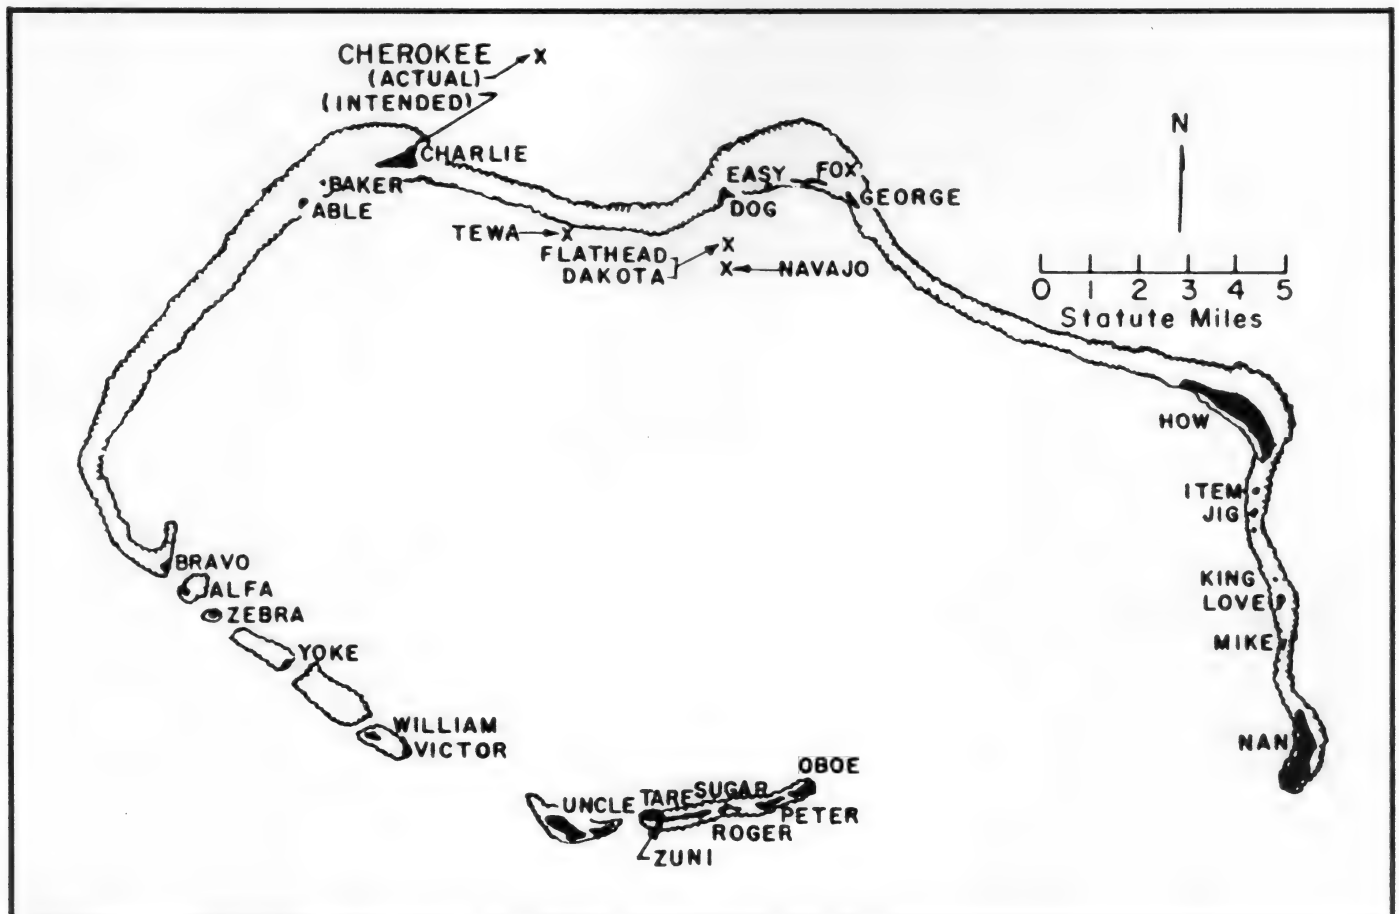 CHEROKEE
(ACTUAL)
(INTENDED)
N
CHARLIE
BAKER
ABLE
EASY
FOX
DOG
GEORGE
TEWA
FLATHEAD
DAKOTA
NAVAJO
0 1 2 3 4 5
Statute Miles
HOW
ITEM
JIG
BRAVO
ALFA
ZEBRA
KING
LOVE
MIKE
YOKE
WILLIAM
VICTOR
NAN
OBOE
UNCLE
TARE
SUGAR
PETER
ROGER
ZUNI